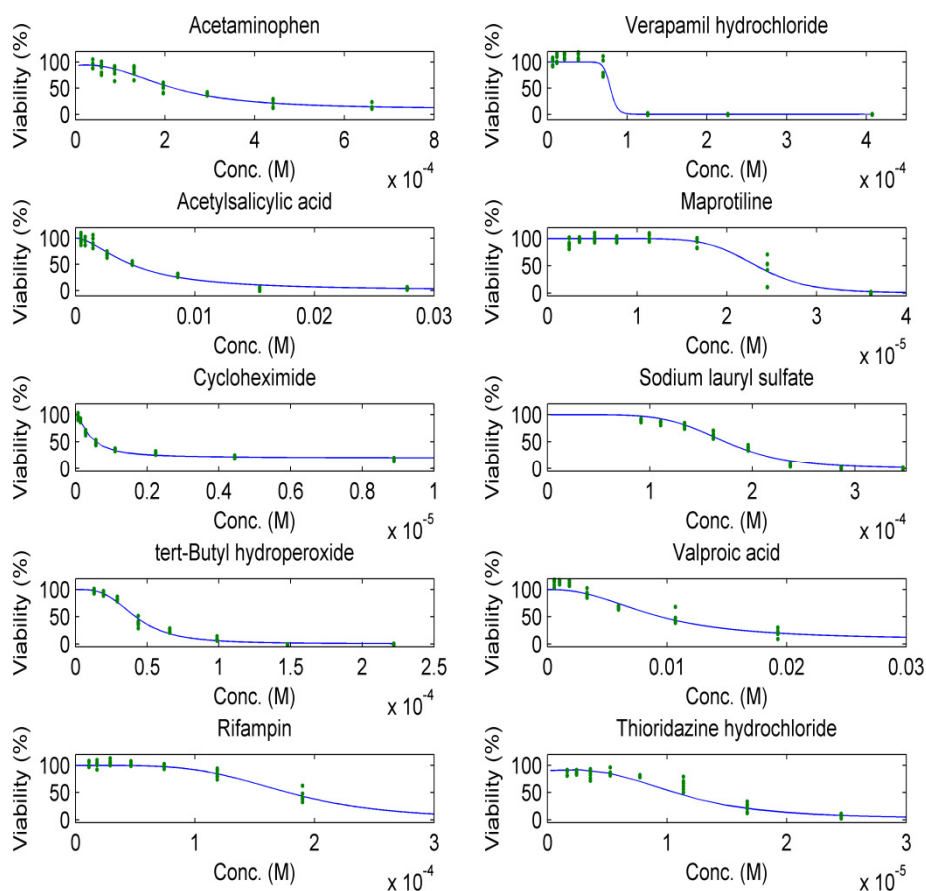 Acetaminophen
Viability (%)
100
50
0
0 2 4 6 8
Conc. (M)
x 10^-4
Verapamil hydrochloride
Viability (%)
100
50
0
0 1 2 3 4
Conc. (M)
x 10^-4
Acetylsalicylic acid
Viability (%)
100
50
0
0 0.01 0.02 0.03
Conc. (M)
Maprotiline
Viability (%)
100
50
0
0 1 2 3 4
Conc. (M)
x 10^-5
Cycloheximide
Viability (%)
100
50
0
0 0.2 0.4 0.6 0.8 1
Conc. (M)
x 10^-5
Sodium lauryl sulfate
Viability (%)
100
50
0
1 2 3
Conc. (M)
x 10^-4
tert-Butyl hydroperoxide
Viability (%)
100
50
0
0 0.5 1 1.5 2 2.5
Conc. (M)
x 10^-4
Valproic acid
Viability (%)
100
50
0
0 0.01 0.02 0.03
Conc. (M)
Rifampin
Viability (%)
100
50
0
0 1 2 3
Conc. (M)
x 10^-4
Thioridazine hydrochloride
Viability (%)
100
50
0
0 1 2 3
Conc. (M)
x 10^-5